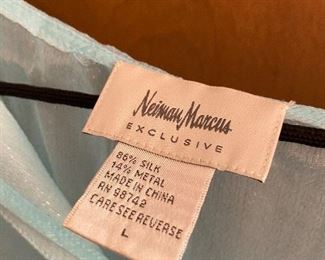 Neiman Marcus
EXCLUSIVE
86% SILK
14% METAL
MADE IN CHINA
RN 98742
CARE SEE REVERSE
L